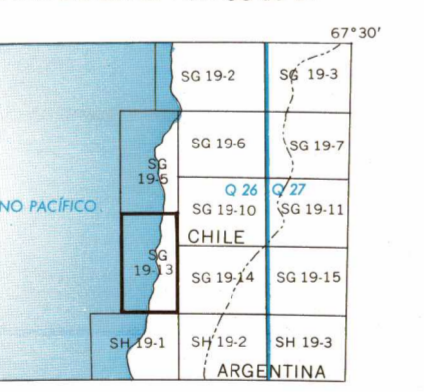 67°30'
SG 19-2
SG 19-3
SG 19-6
SG 19-7
SG
19-5
Q 26
Q 27
NO PACÍFICO.
SG 19-10
SG 19-11
CHILE
SG
19-13
SG 19-14
SG 19-15
SH 19-1
SH 19-2
SH 19-3
ARGENTINA